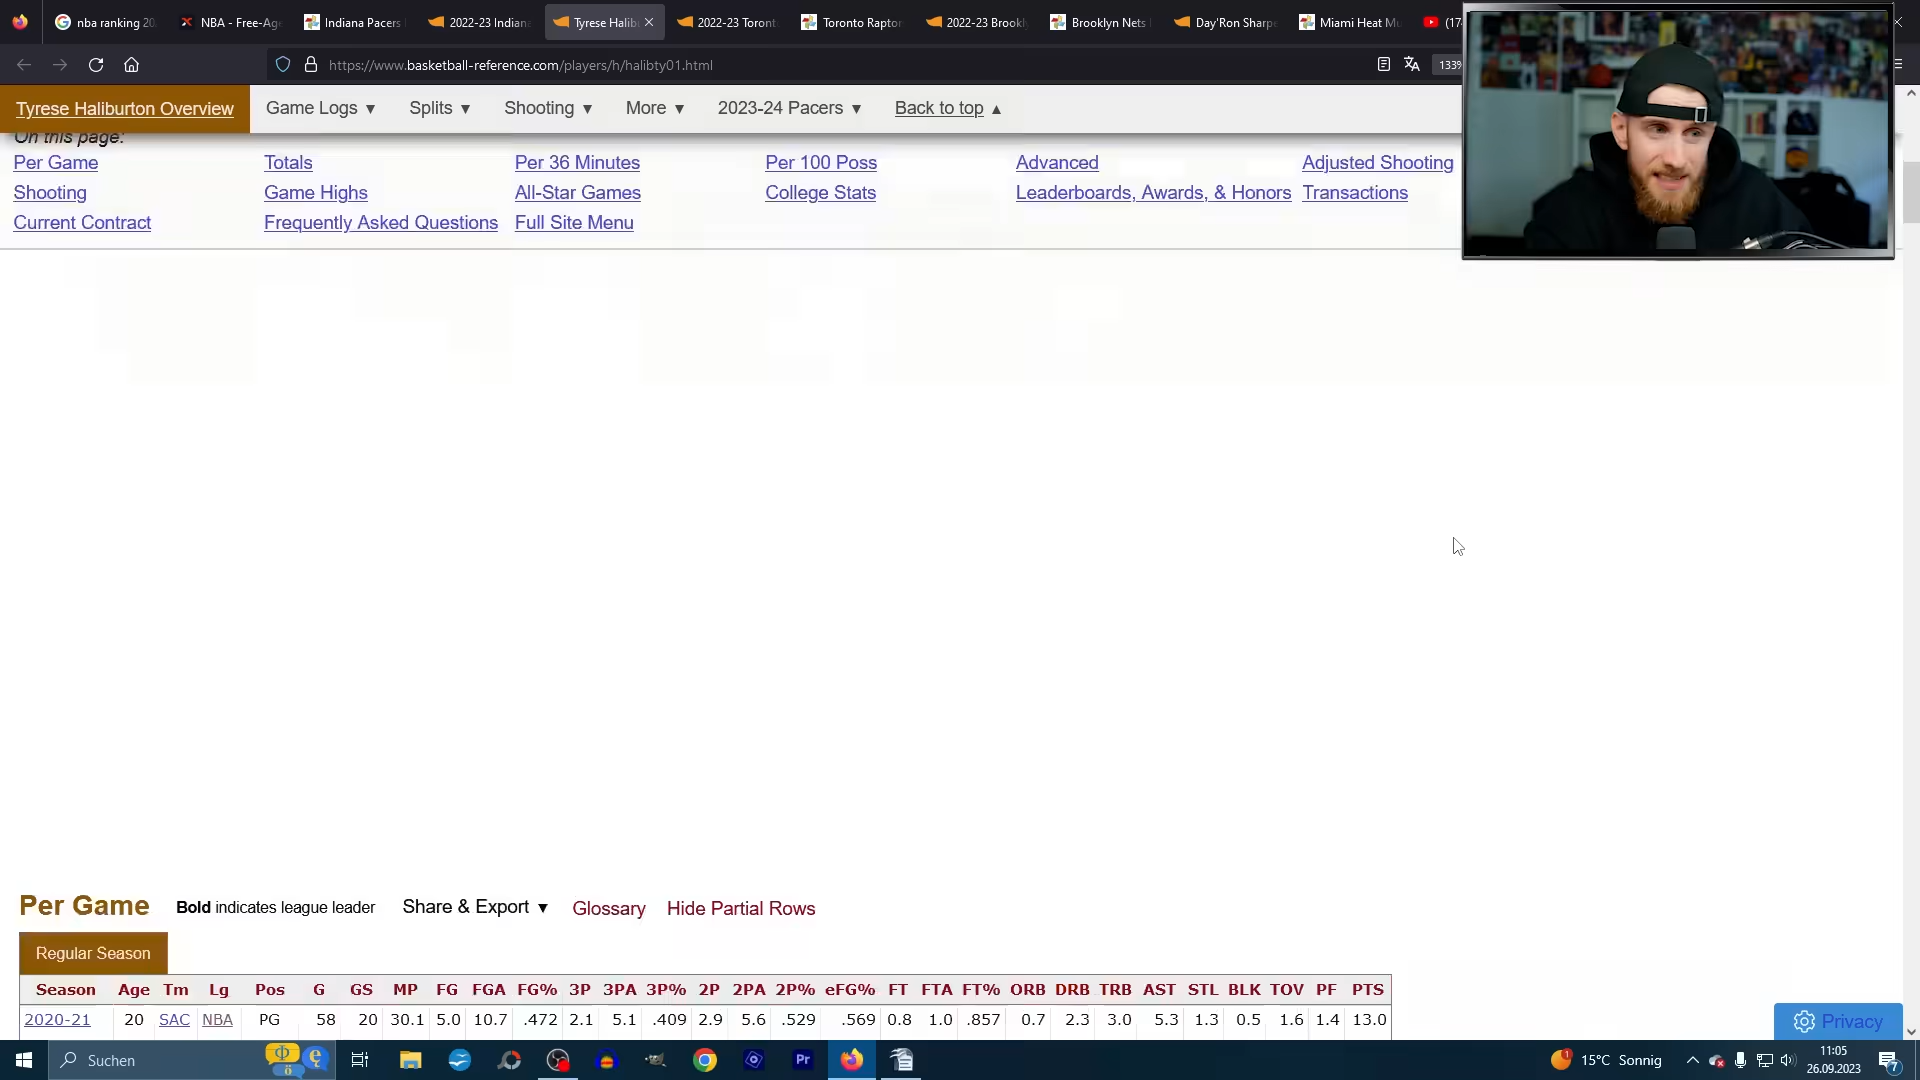 nba ranking 20
NBA - Free-Age
Indiana Pacers
2022-23 Indian
Tyrese Halib
2022-23 Toront
Toronto Rapto
2022-23 Brookly
Brooklyn Nets
Day'Ron Sharpe
Miami Heat Mu
https://www.basketball-reference.com/players/h/halibty01.html
133%
Tyrese Haliburton Overview Game Logs ▼ Splits ▼ Shooting ▼ More ▼ 2023-24 Pacers ▼ Back to top ▲
On this page:
Per Game Totals Per 36 Minutes Per 100 Poss Advanced Adjusted Shooting
Shooting Game Highs All-Star Games College Stats Leaderboards, Awards, & Honors Transactions
Current Contract Frequently Asked Questions Full Site Menu
Per Game Bold indicates league leader Share & Export ▼ Glossary Hide Partial Rows
Regular Season
Season Age Tm Lg Pos G GS MP FG FGA FG% 3P 3PA 3P% 2P 2PA 2P% eFG% FT FTA FT% ORB DRB TRB AST STL BLK TOV PF PTS
2020-21 20 SAC NBA PG 58 20 30.1 5.0 10.7 .472 2.1 5.1 .409 2.9 5.6 .529 .569 0.8 1.0 .857 0.7 2.3 3.0 5.3 1.3 0.5 1.6 1.4 13.0
Privacy
Suchen
Pr
15°C Sonnig
11:05
26.09.2023
7